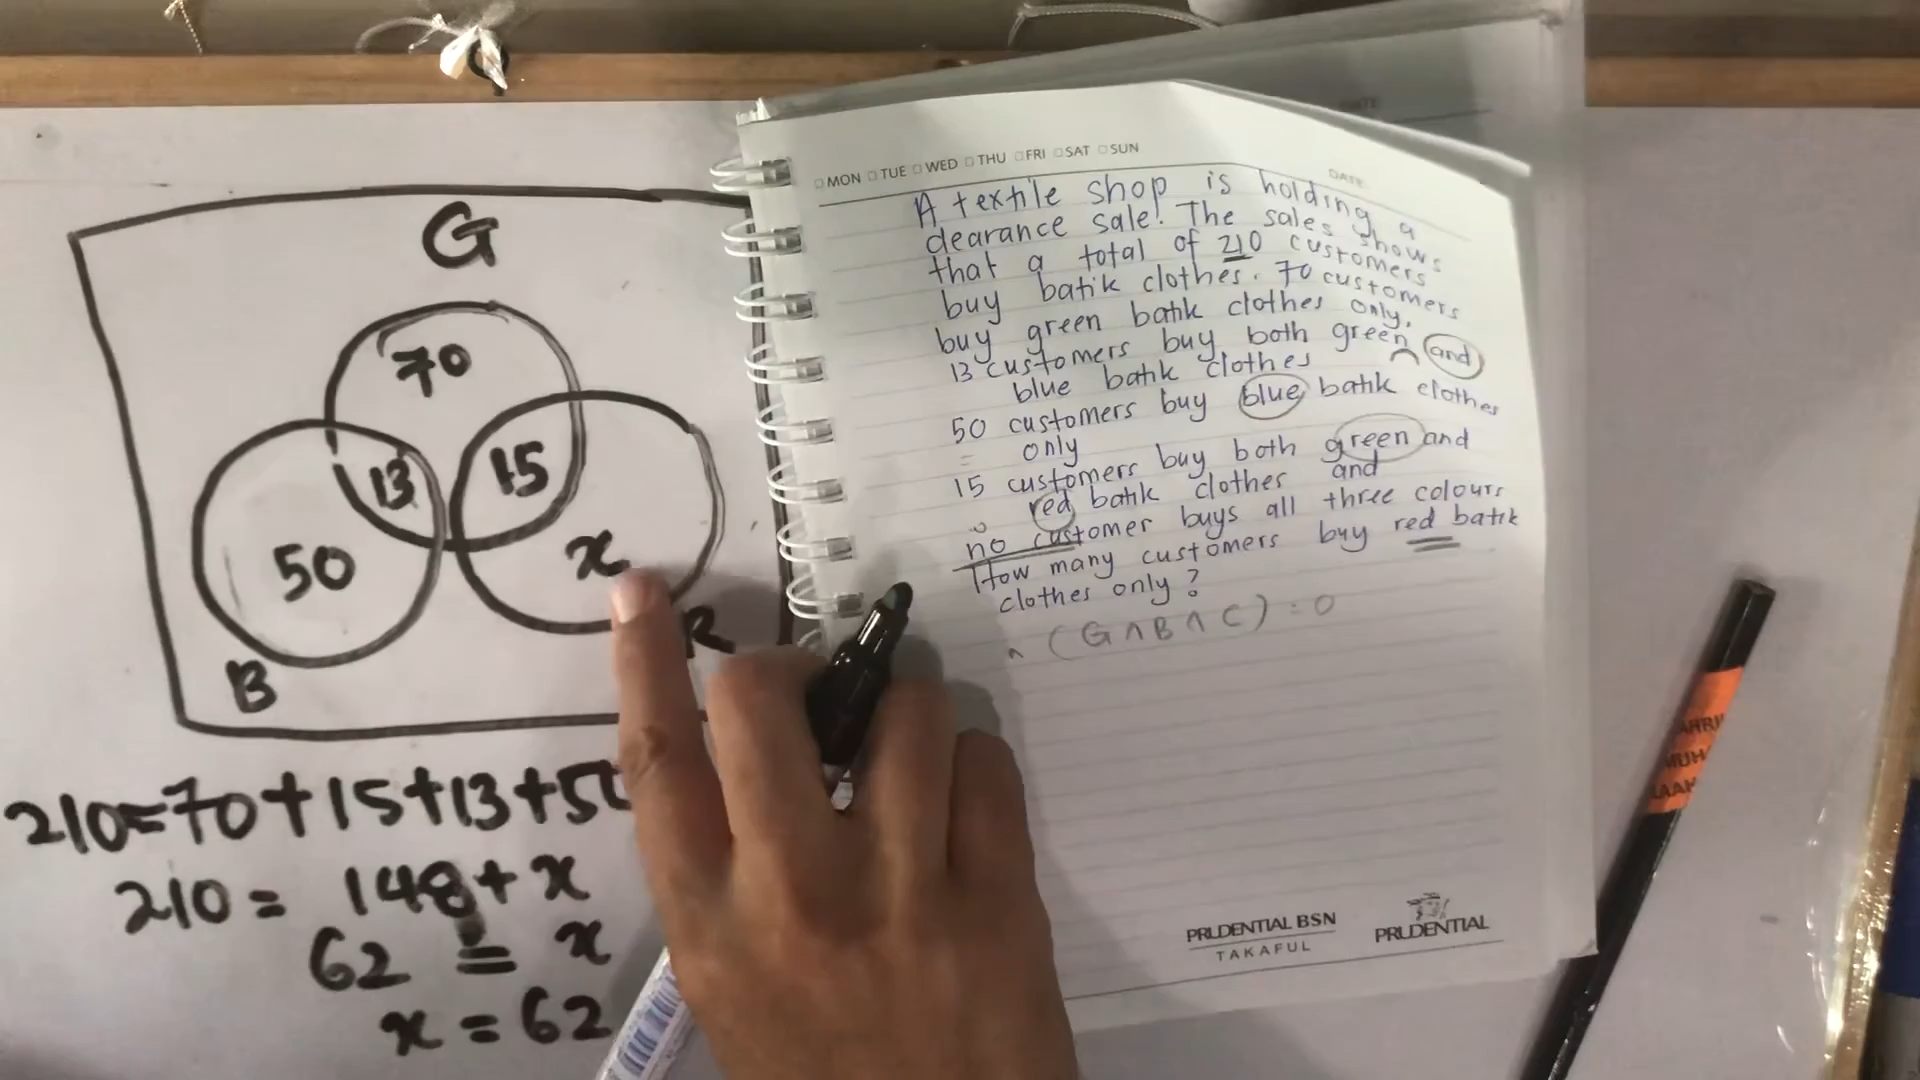 G
70
13
15
50
x
B
R
210=70+15+13+50
210 = 148+x
62 = x
x = 62
MON TUE WED THU FRI SAT SUN
DATE
A textile shop is holding a
clearance sale! The sales shows
that a total of 210 customers
buy batik clothes. 70 customers
buy green batik clothes only.
13 customers buy both green and
blue batik clothes
50 customers buy blue batik clothes
only
15 customers buy both green and
red batik clothes and
no customer buys all three colours
How many customers buy red batik
clothes only?
n (G∩B∩C) = 0
PRUDENTIAL BSN
TAKAFUL
PRUDENTIAL
MUH